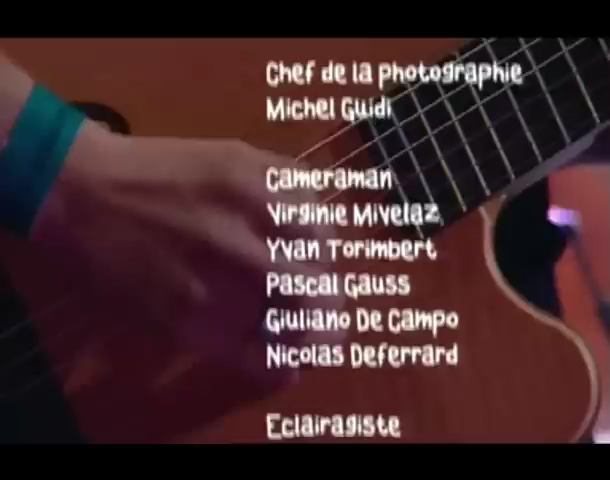 Chef de la photographie
Michel Guidi
Cameraman
Virginie Mivelaz
Yvan Torimbert
Pascal Gauss
Giuliano De Campo
Nicolas Deferrard
Eclairagiste